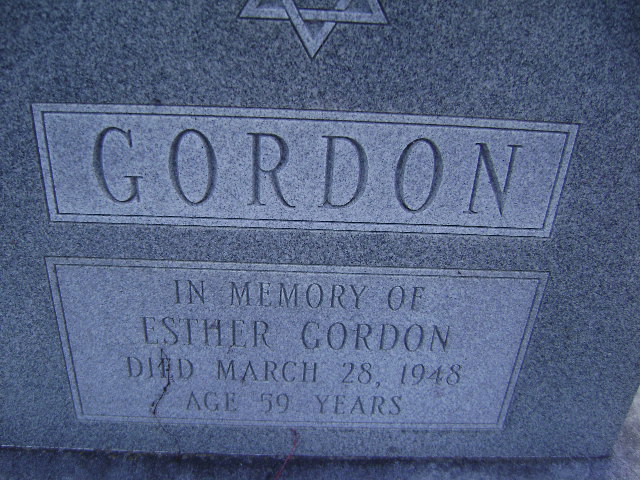 GORDON
IN MEMORY OF
ESTHER GORDON
DIED MARCH 28, 1948
AGE 59 YEARS